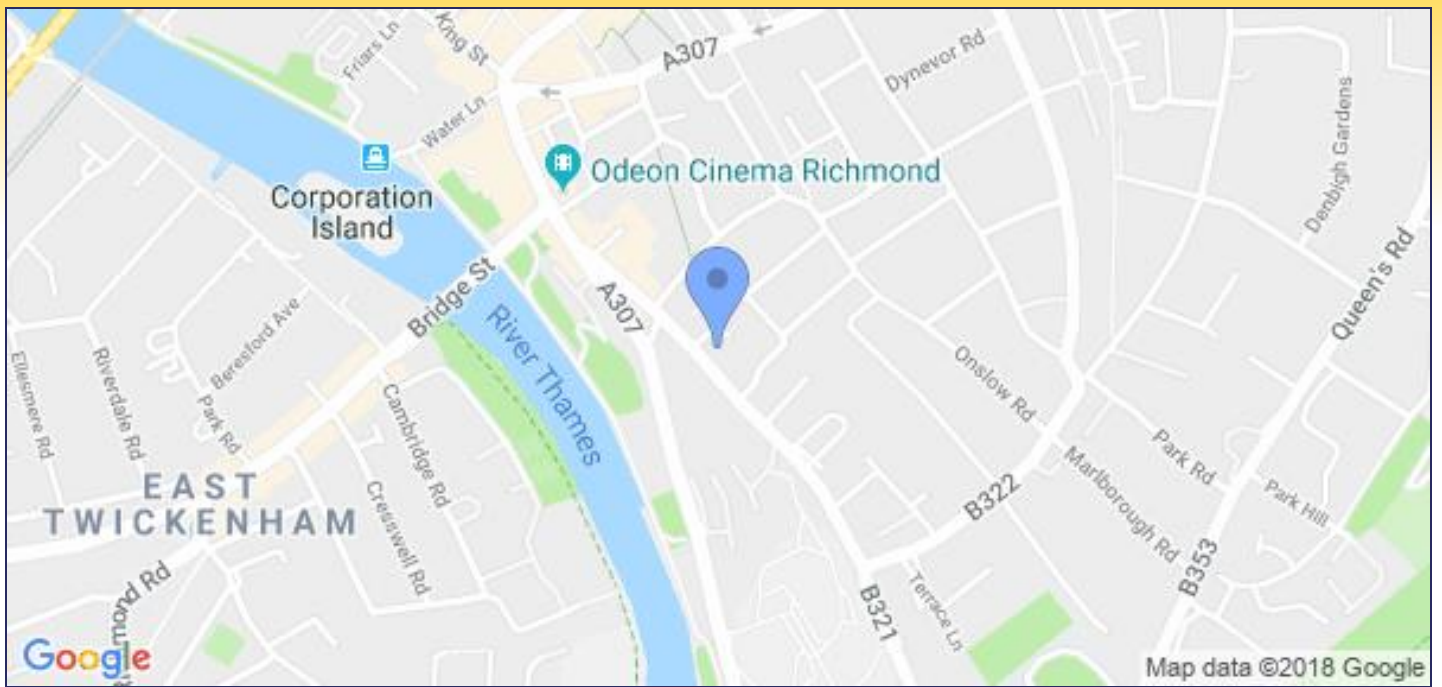 King St
A307
Friars Ln
Dynevor Rd
Water Ln
Odeon Cinema Richmond
Corporation
Island
Denbigh Gardens
Queen's Rd
Bridge St
A307
River Thames
Beresford Ave
Ellesmere Rd
Riverdale Rd
Park Rd
Cambridge Rd
Onslow Rd
Park Rd
Marlborough Rd
Park Hill
EAST
TWICKENHAM
Cresswell Rd
B322
B353
mond Rd
B321
Terrace Ln
Google
Map data ©2018 Google